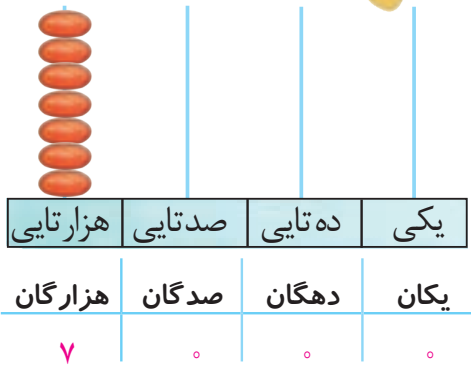 یکی ده‌تایی صدتایی هزارتایی
یکان دهگان صدگان هزارگان
۰ ۰ ۰ ۷